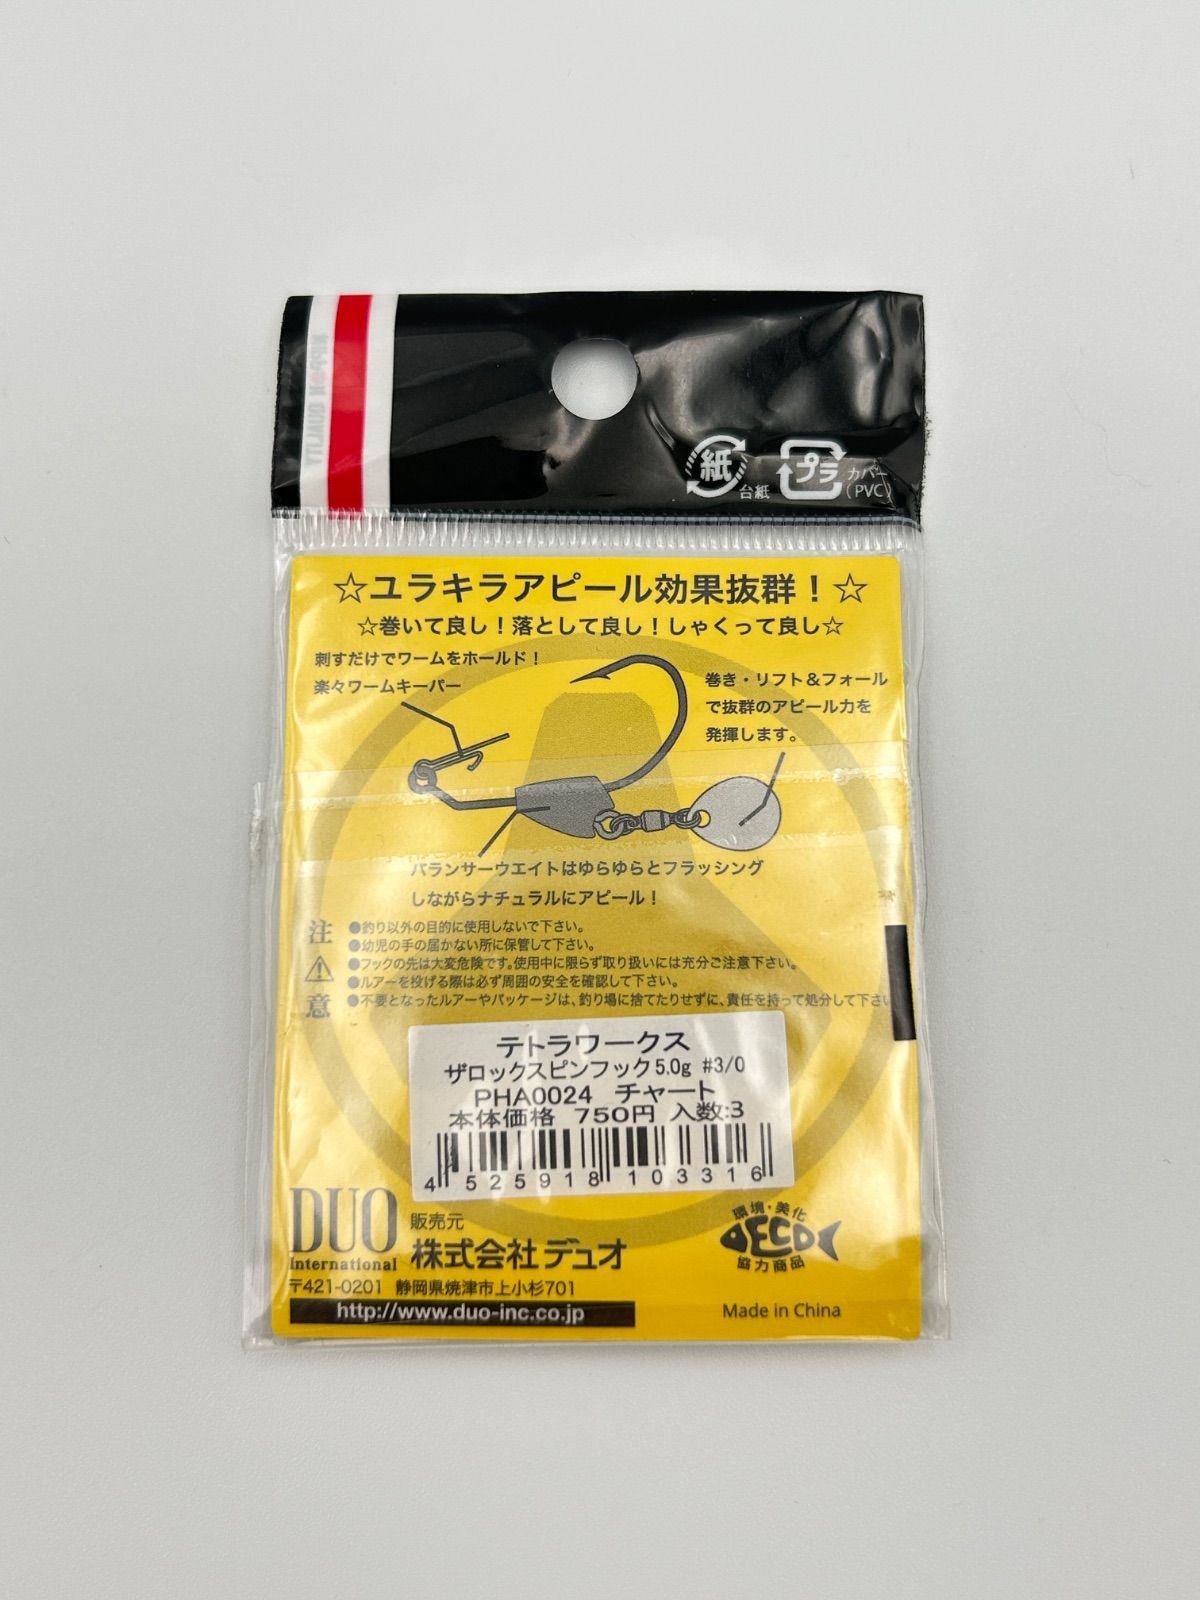 紙
台紙
プラ
カバー
(PVC)
☆ユラキラアピール効果抜群！☆
☆巻いて良し！落として良し！しゃくって良し☆
刺すだけでワームをホールド！
楽々ワームキーパー
巻き・リフト＆フォール
で抜群のアピール力を
発揮します。
バランサーウエイトはゆらゆらとフラッシング
しながらナチュラルにアピール！
注
意
●釣り以外の目的に使用しないで下さい。
●幼児の手の届かない所に保管して下さい。
●フックの先は大変危険です。使用中に限らず取り扱いには充分ご注意下さい。
●ルアーを投げる際は必ず周囲の安全を確認して下さい。
●不要となったルアーやパッケージは、釣り場に捨てたりせずに、責任を持って処分して下さい
テトラワークス
ザロックスピンフック5.0g #3/0
PHA0024 チャート
本体価格 750円 入数:3
4 525918 103316
DUO
International
販売元
株式会社デュオ
〒421-0201 静岡県焼津市上小杉701
http://www.duo-inc.co.jp
環境・美化
ECO
協力商品
Made in China